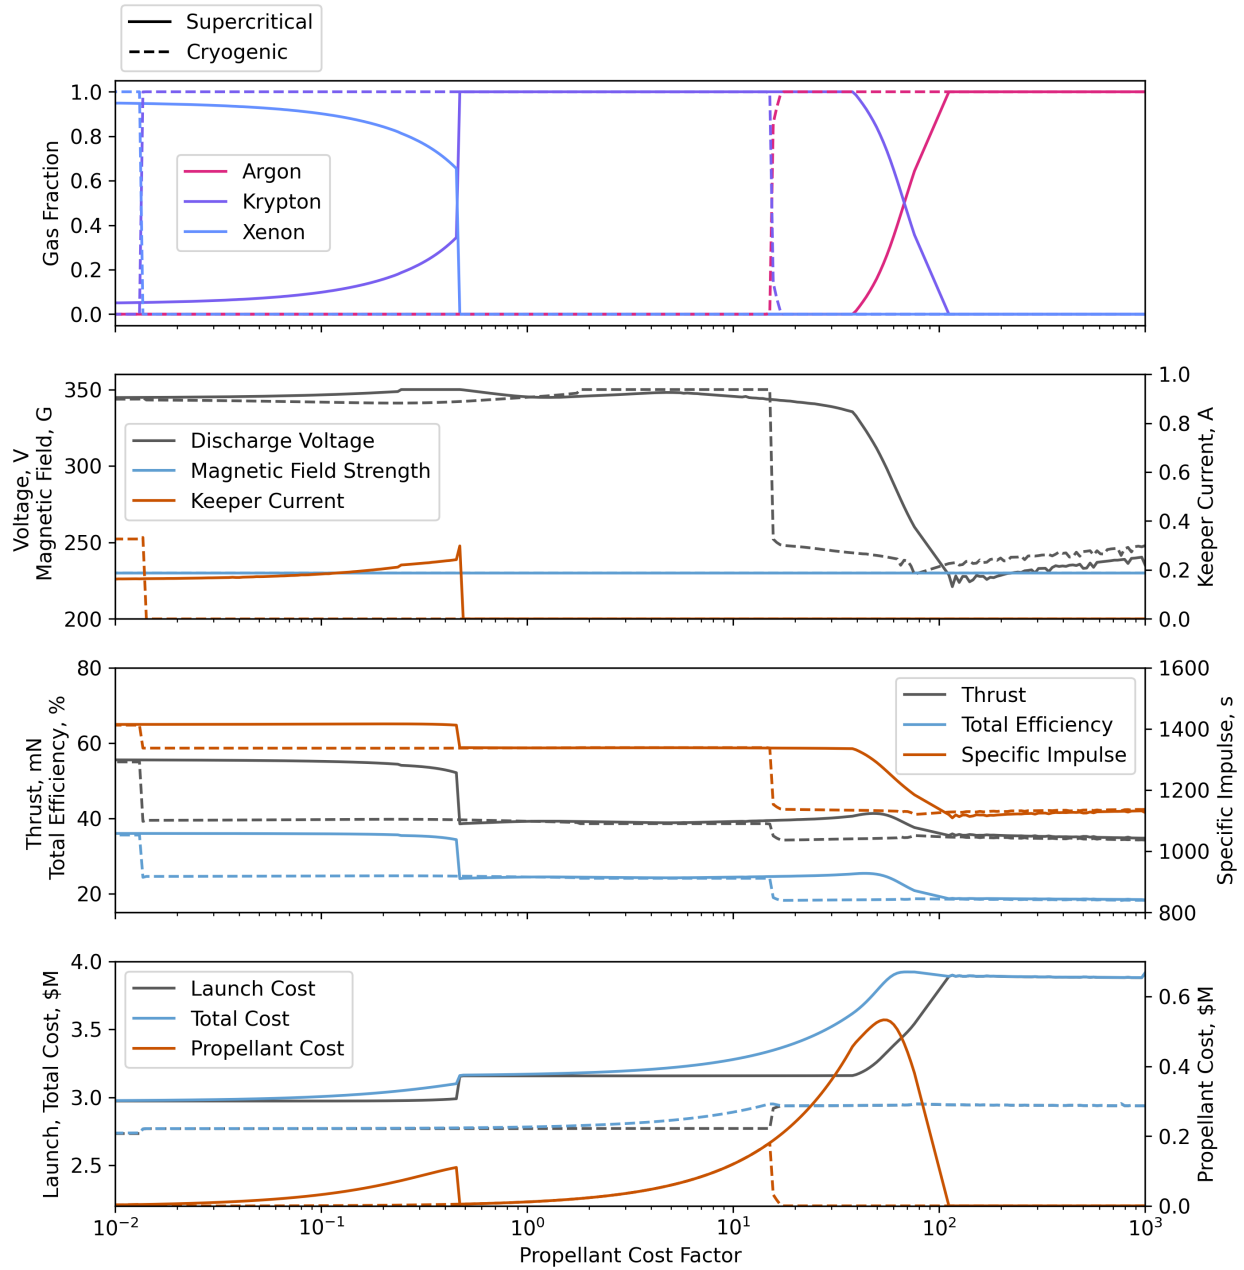 Supercritical
Cryogenic
1.0
0.8
0.6
0.4
0.2
0.0
Gas Fraction
Argon
Krypton
Xenon
350
300
250
200
Voltage, V
Magnetic Field, G
Discharge Voltage
Magnetic Field Strength
Keeper Current
1.0
0.8
0.6
0.4
0.2
0.0
Keeper Current, A
80
60
40
20
Thrust, mN
Total Efficiency, %
Thrust
Total Efficiency
Specific Impulse
1600
1400
1200
1000
800
Specific Impulse, s
4.0
3.5
3.0
2.5
Launch, Total Cost, $M
Launch Cost
Total Cost
Propellant Cost
0.6
0.4
0.2
0.0
Propellant Cost, $M
10⁻² 10⁻¹ 10⁰ 10¹ 10² 10³
Propellant Cost Factor